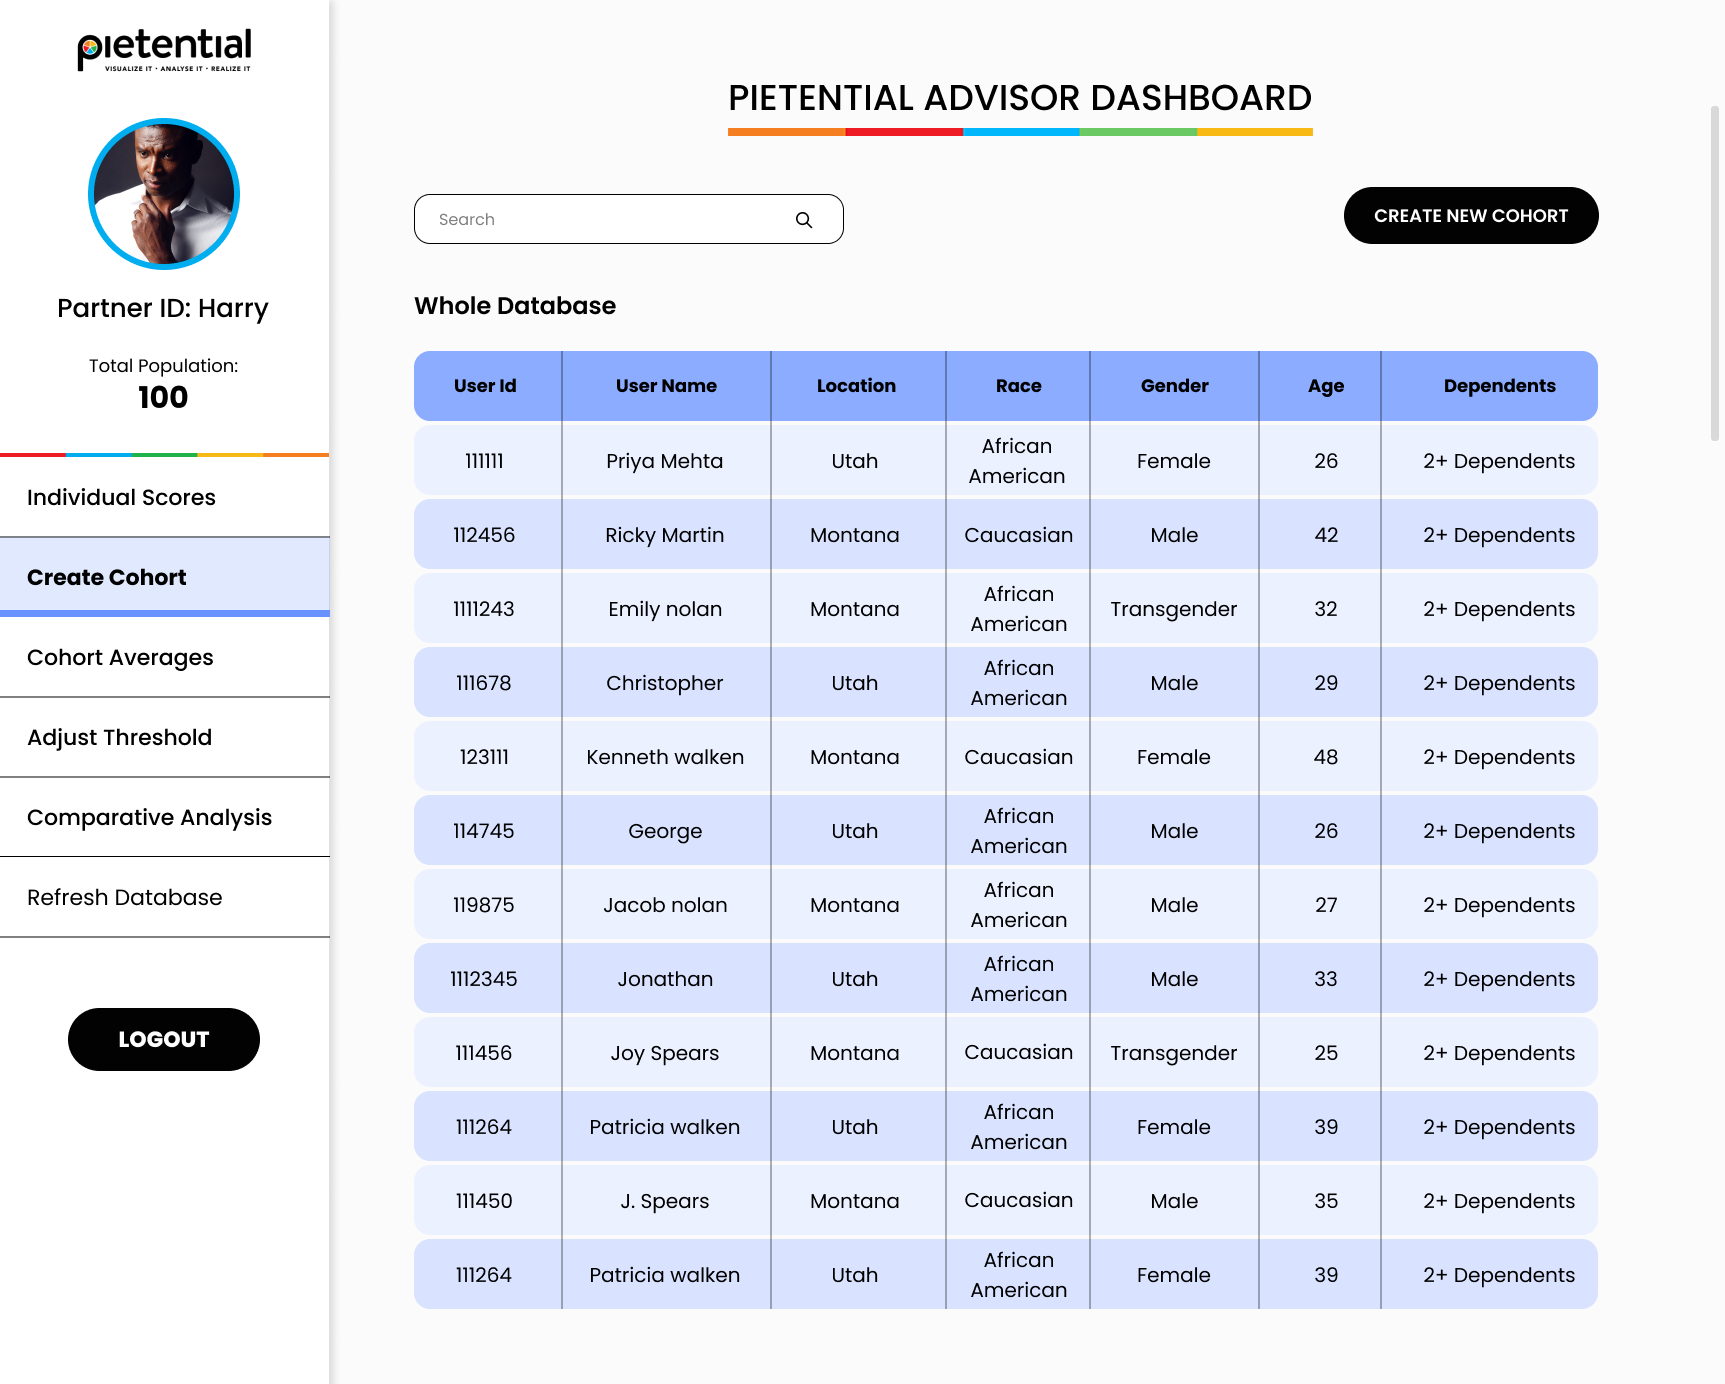 pietential
VISUALIZE IT • ANALYSE IT • REALIZE IT
Partner ID: Harry
Total Population:
100
Individual Scores
Create Cohort
Cohort Averages
Adjust Threshold
Comparative Analysis
Refresh Database
LOGOUT
PIETENTIAL ADVISOR DASHBOARD
Search
CREATE NEW COHORT
Whole Database
User Id User Name Location Race Gender Age Dependents
111111 Priya Mehta Utah African American Female 26 2+ Dependents
112456 Ricky Martin Montana Caucasian Male 42 2+ Dependents
1111243 Emily nolan Montana African American Transgender 32 2+ Dependents
111678 Christopher Utah African American Male 29 2+ Dependents
123111 Kenneth walken Montana Caucasian Female 48 2+ Dependents
114745 George Utah African American Male 26 2+ Dependents
119875 Jacob nolan Montana African American Male 27 2+ Dependents
1112345 Jonathan Utah African American Male 33 2+ Dependents
111456 Joy Spears Montana Caucasian Transgender 25 2+ Dependents
111264 Patricia walken Utah African American Female 39 2+ Dependents
111450 J. Spears Montana Caucasian Male 35 2+ Dependents
111264 Patricia walken Utah African American Female 39 2+ Dependents